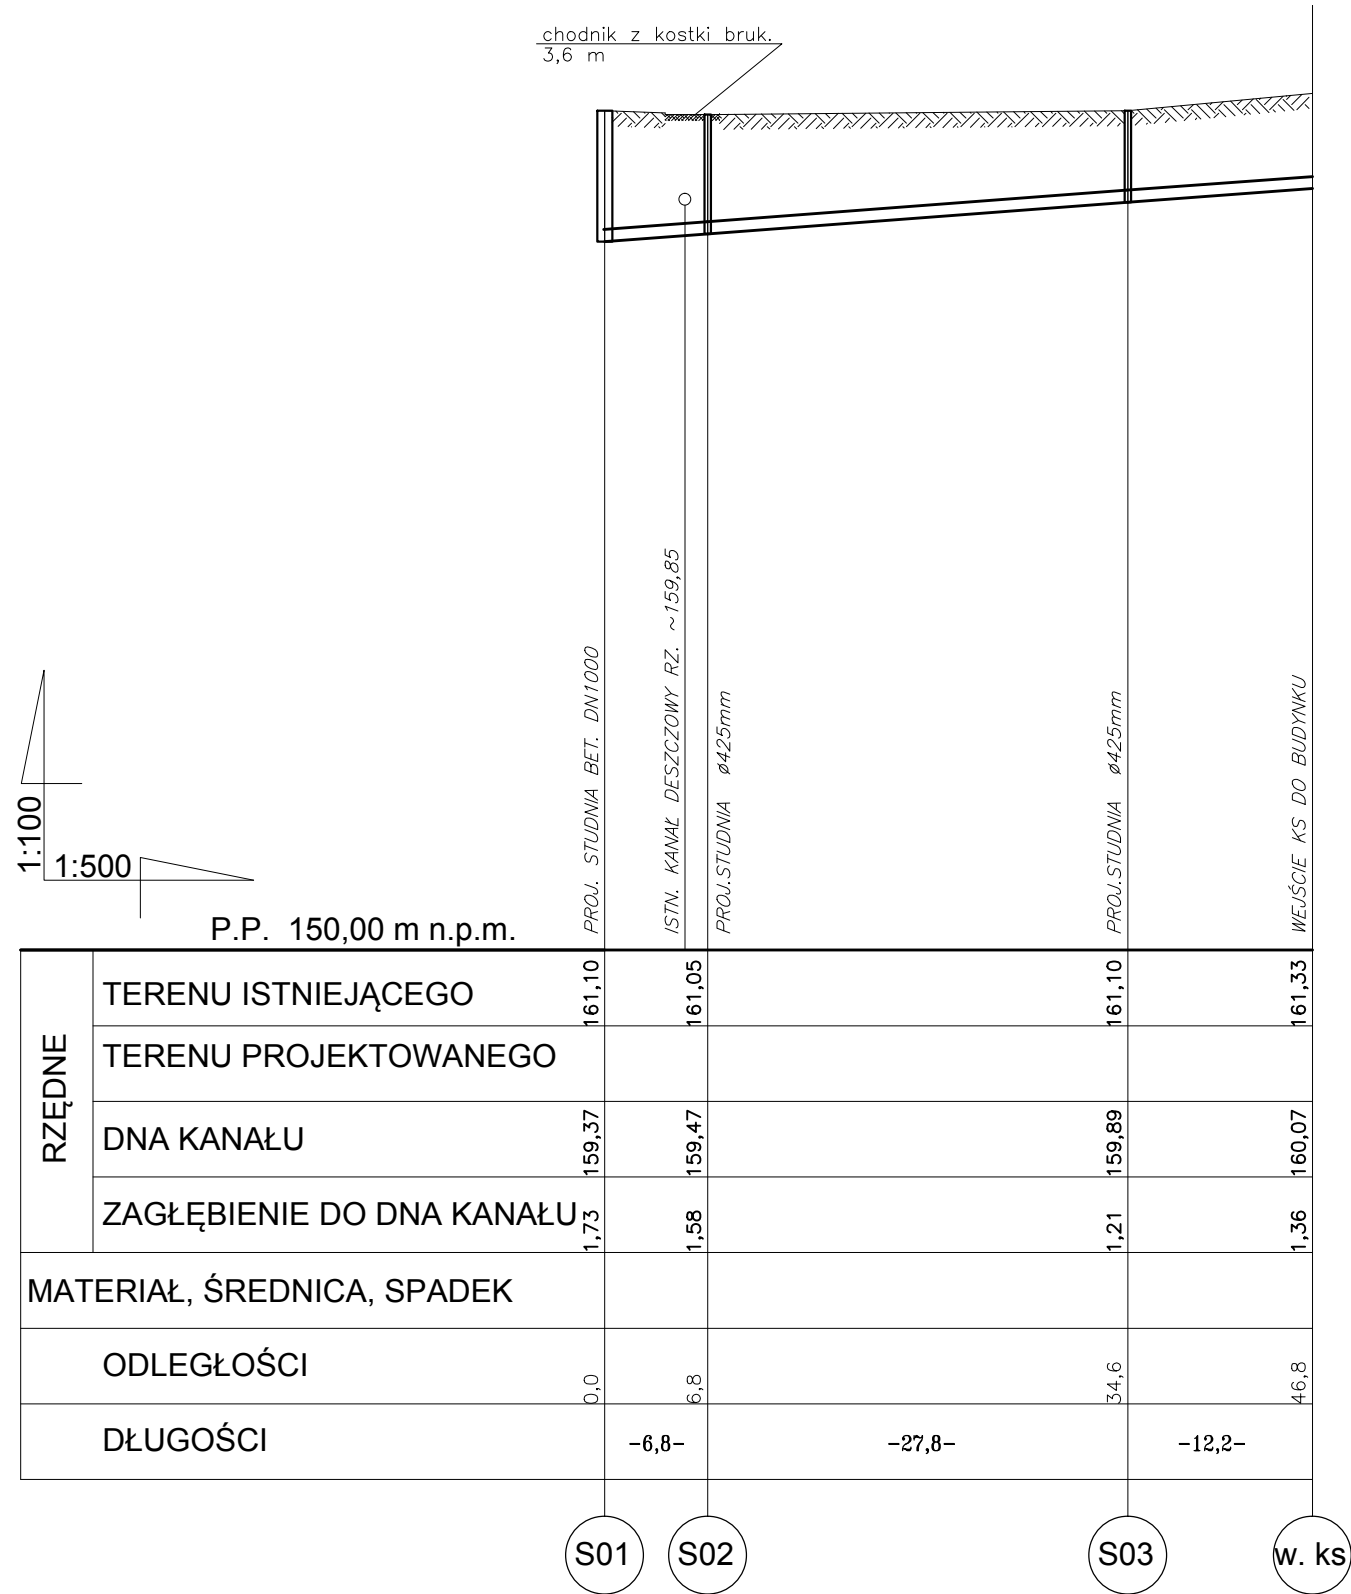 chodnik z kostki bruk.
3,6 m
PROJ. STUDNIA BET. DN1000
ISTN. KANAŁ DESZCZOWY RZ. ~159,85
PROJ.STUDNIA ø425mm
PROJ.STUDNIA ø425mm
WEJŚCIE KS DO BUDYNKU
1:100
1:500
P.P. 150,00 m n.p.m.
RZĘDNE
TERENU ISTNIEJĄCEGO 161,10 161,05 161,10 161,33
TERENU PROJEKTOWANEGO
DNA KANAŁU 159,37 159,47 159,89 160,07
ZAGŁĘBIENIE DO DNA KANAŁU 1,73 1,58 1,21 1,36
MATERIAŁ, ŚREDNICA, SPADEK
ODLEGŁOŚCI 0,0 6,8 34,6 46,8
DŁUGOŚCI -6,8- -27,8- -12,2-
S01 S02 S03 w. ks